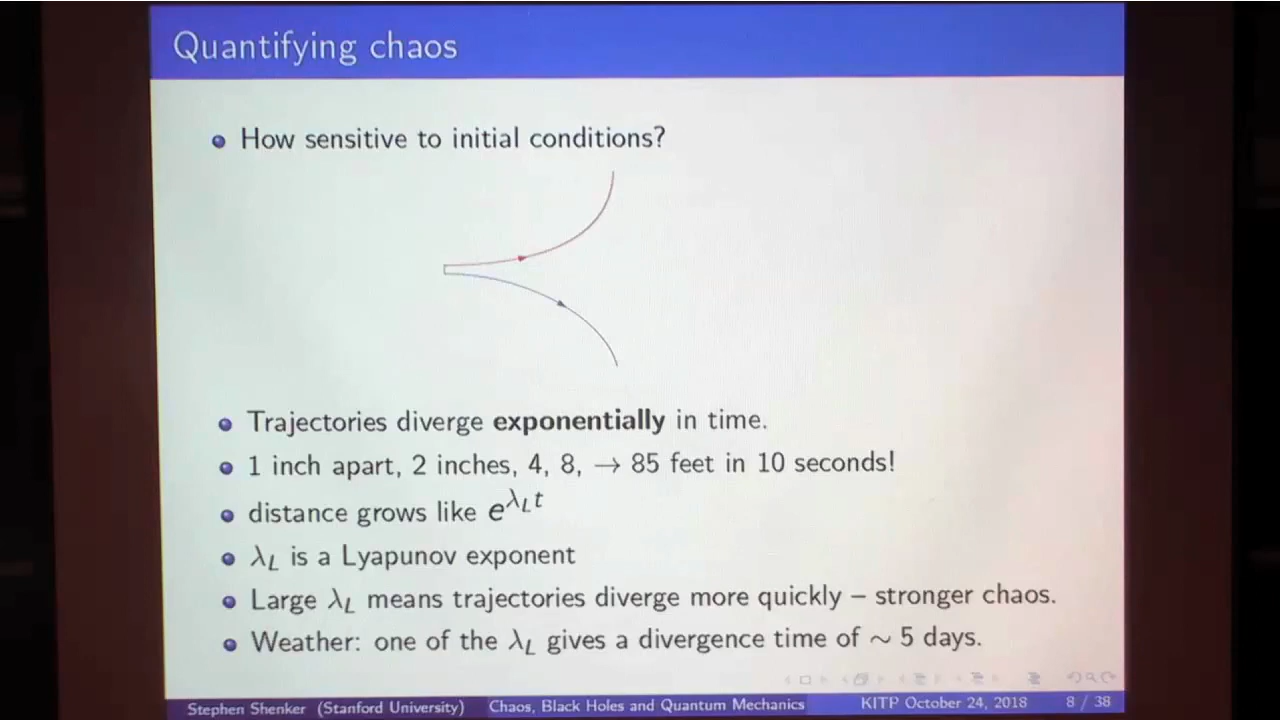 Quantifying chaos
How sensitive to initial conditions?
Trajectories diverge exponentially in time.
1 inch apart, 2 inches, 4, 8, → 85 feet in 10 seconds!
distance grows like e^{λ_L t}
λ_L is a Lyapunov exponent
Large λ_L means trajectories diverge more quickly – stronger chaos.
Weather: one of the λ_L gives a divergence time of ~ 5 days.
Stephen Shenker (Stanford University) Chaos, Black Holes and Quantum Mechanics KITP October 24, 2018 8 / 38